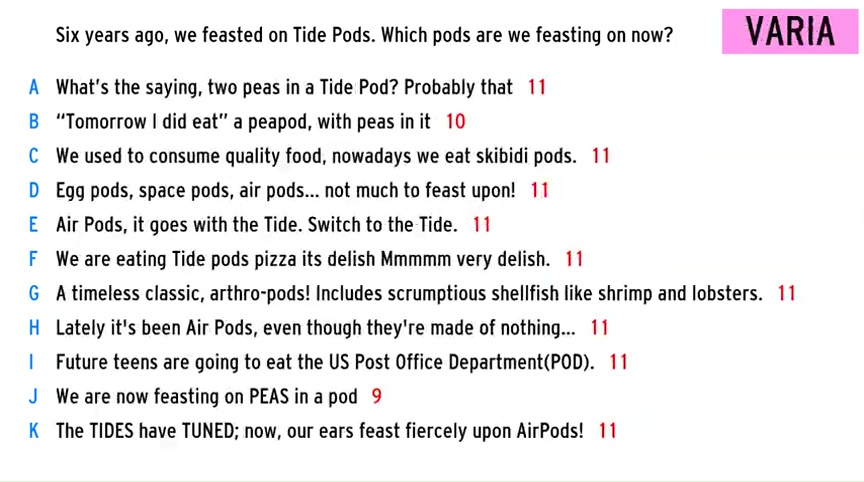 Six years ago, we feasted on Tide Pods. Which pods are we feasting on now?
VARIA
A What's the saying, two peas in a Tide Pod? Probably that 11
B "Tomorrow I did eat" a peapod, with peas in it 10
C We used to consume quality food, nowadays we eat skibidi pods. 11
D Egg pods, space pods, air pods... not much to feast upon! 11
E Air Pods, it goes with the Tide. Switch to the Tide. 11
F We are eating Tide pods pizza its delish Mmmmm very delish. 11
G A timeless classic, arthro-pods! Includes scrumptious shellfish like shrimp and lobsters. 11
H Lately it's been Air Pods, even though they're made of nothing... 11
I Future teens are going to eat the US Post Office Department(POD). 11
J We are now feasting on PEAS in a pod 9
K The TIDES have TUNED; now, our ears feast fiercely upon AirPods! 11